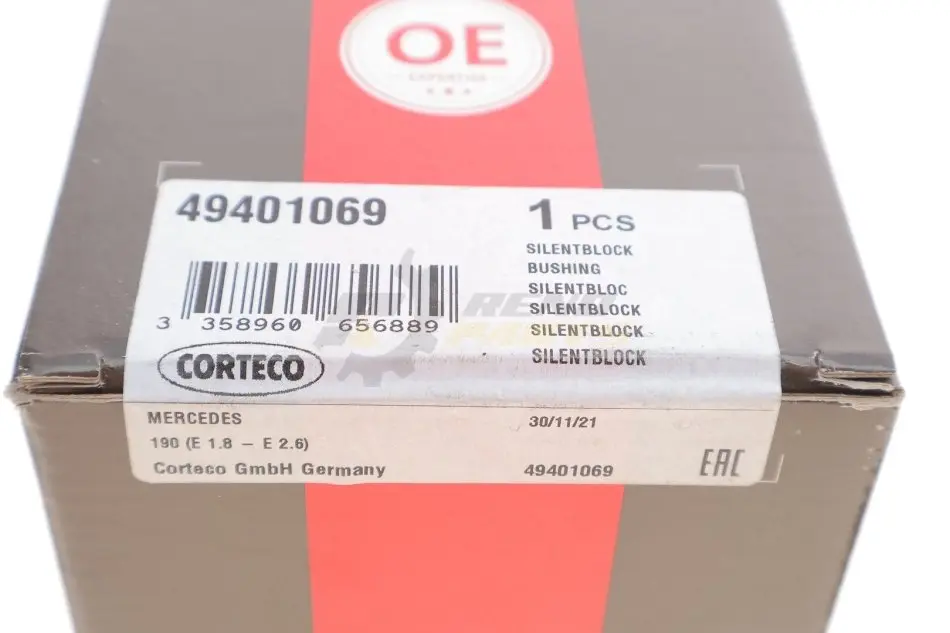 OE
EXPERTISE
49401069
1 PCS
SILENTBLOCK
BUSHING
SILENTBLOC
SILENTBLOCK
SILENTBLOCK
SILENTBLOCK
3 358960 656889
CORTECO
MERCEDES
30/11/21
190 (E 1.8 – E 2.6)
Corteco GmbH Germany
49401069
EAC